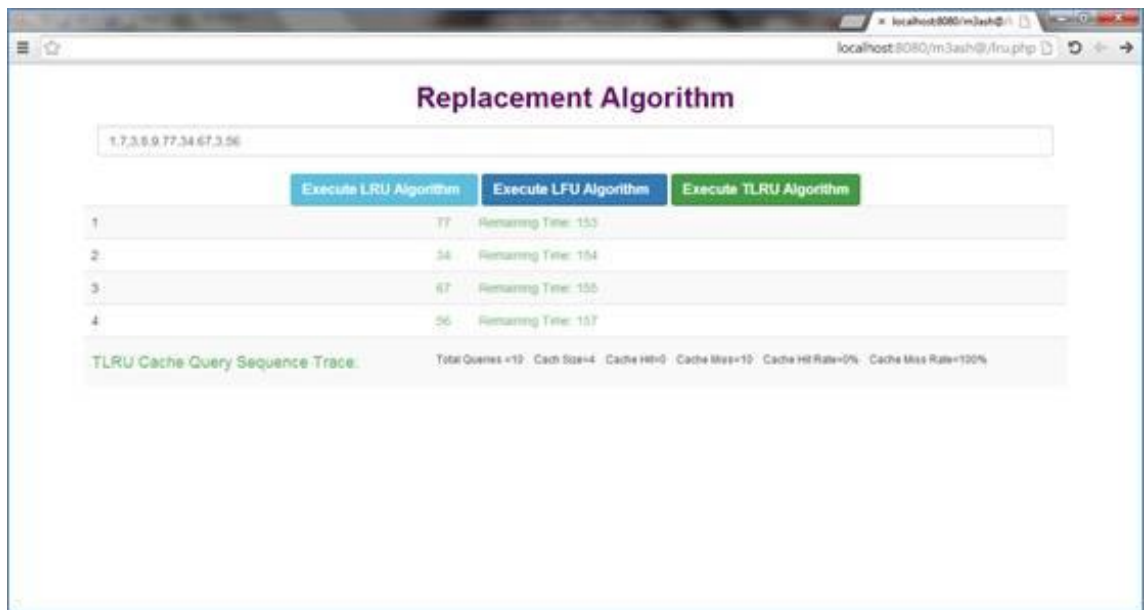 localhost:8080/m3ash@/l
localhost:8080/m3ash@/lru.php
Replacement Algorithm
1,7,3,8,9,77,34,67,3,56
Execute LRU Algorithm Execute LFU Algorithm Execute TLRU Algorithm
1 77 Remaining Time: 153
2 34 Remaining Time: 154
3 67 Remaining Time: 155
4 56 Remaining Time: 157
TLRU Cache Query Sequence Trace: Total Queries =10 Cach Size=4 Cache Hit=0 Cache Miss=10 Cache Hit Rate=0% Cache Miss Rate=100%